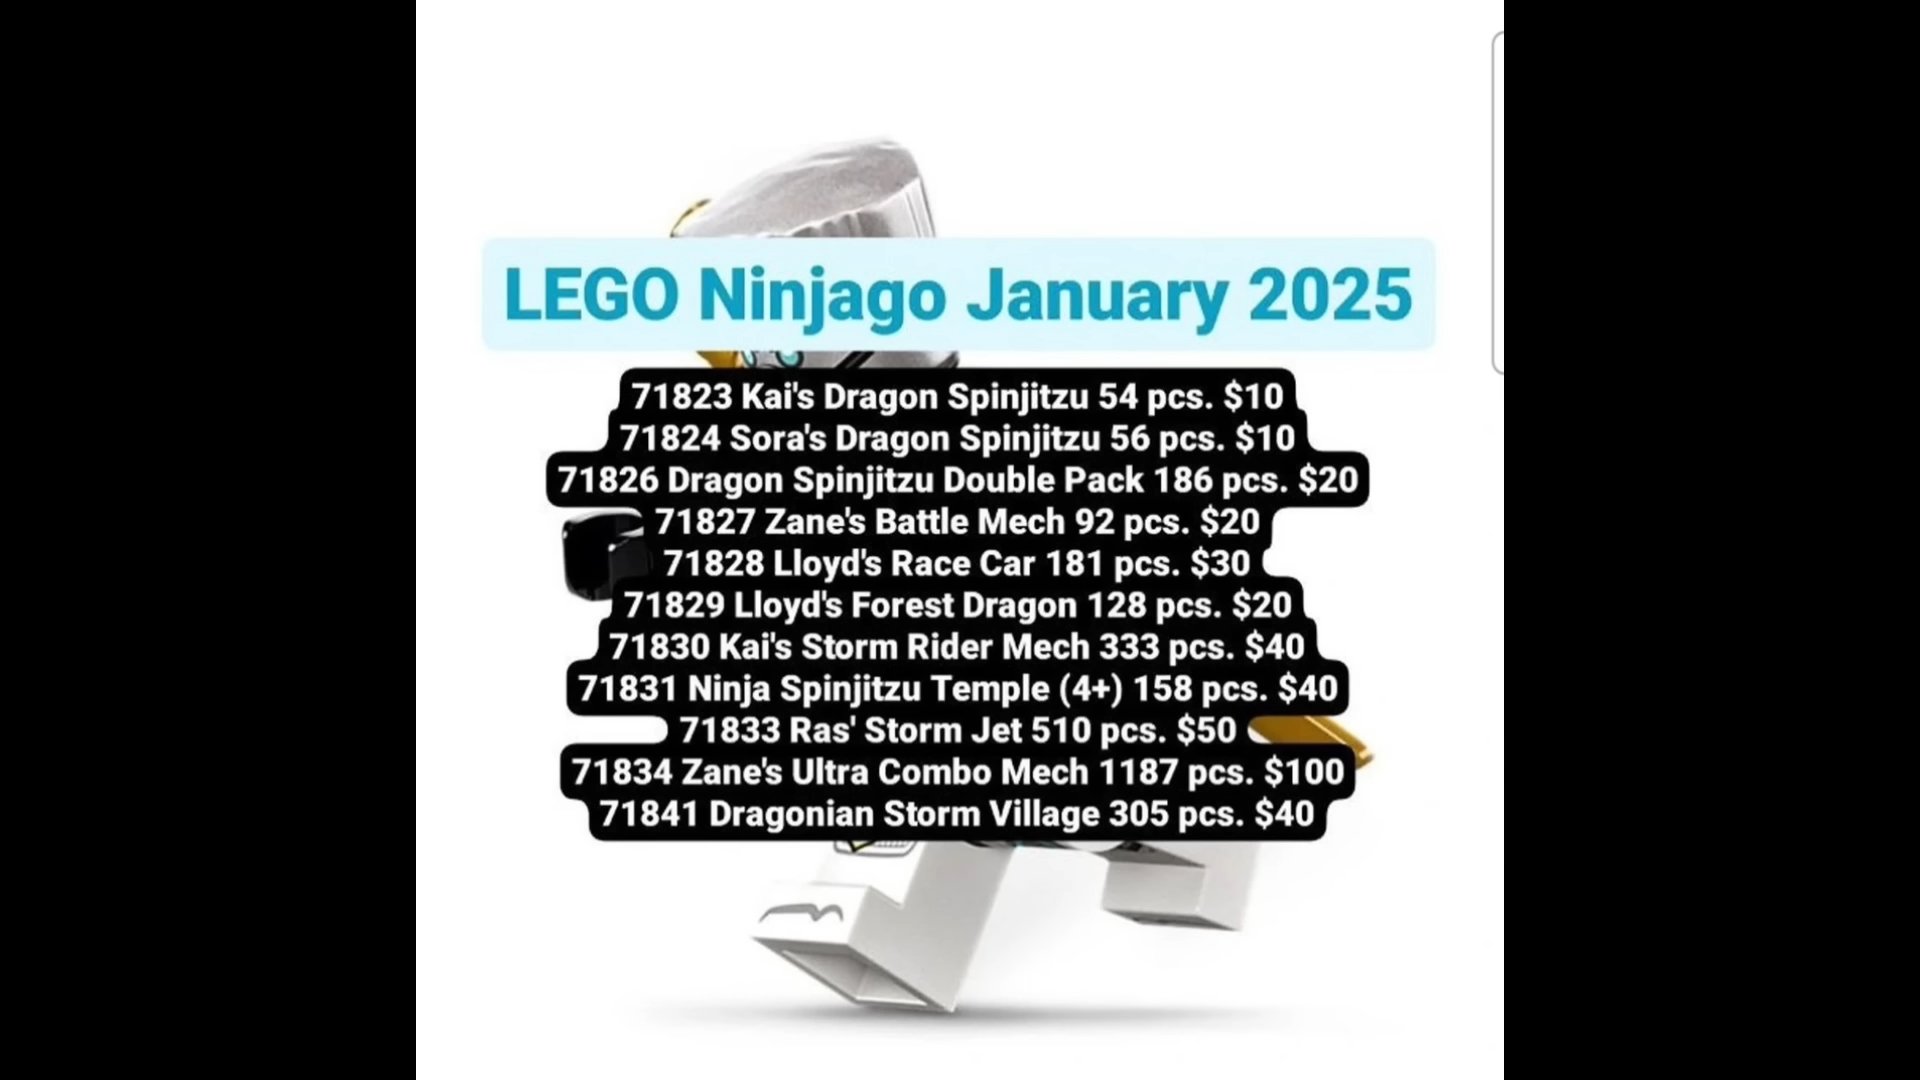 LEGO Ninjago January 2025
71823 Kai's Dragon Spinjitzu 54 pcs. $10
71824 Sora's Dragon Spinjitzu 56 pcs. $10
71826 Dragon Spinjitzu Double Pack 186 pcs. $20
71827 Zane's Battle Mech 92 pcs. $20
71828 Lloyd's Race Car 181 pcs. $30
71829 Lloyd's Forest Dragon 128 pcs. $20
71830 Kai's Storm Rider Mech 333 pcs. $40
71831 Ninja Spinjitzu Temple (4+) 158 pcs. $40
71833 Ras' Storm Jet 510 pcs. $50
71834 Zane's Ultra Combo Mech 1187 pcs. $100
71841 Dragonian Storm Village 305 pcs. $40